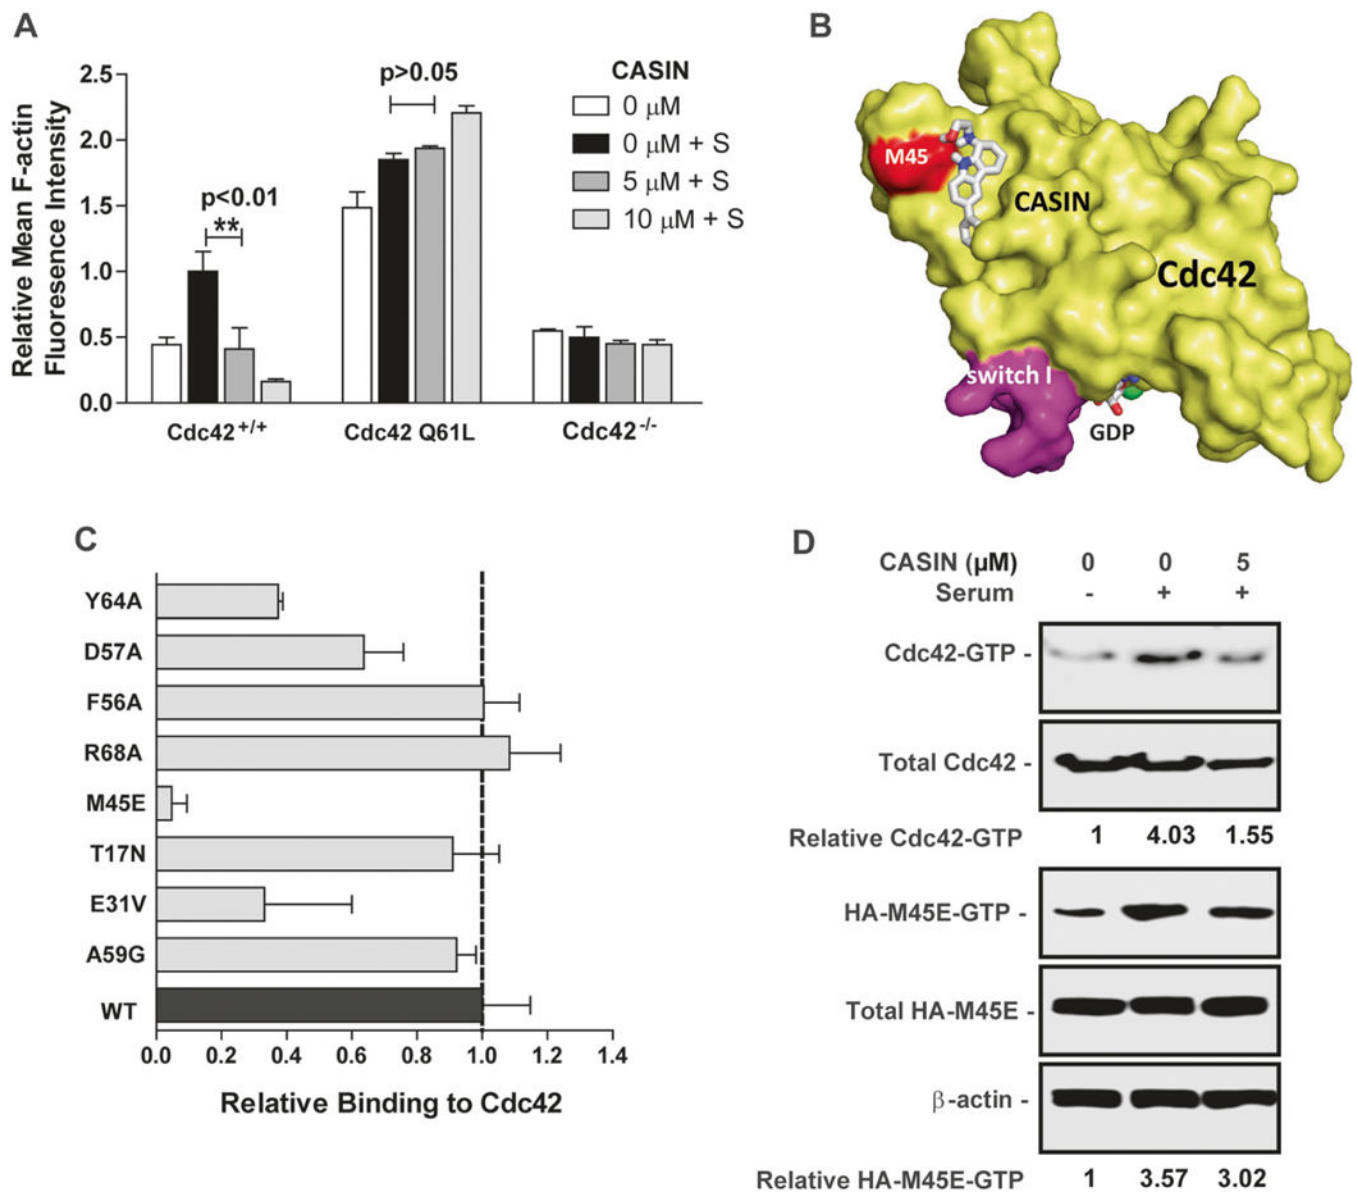 A
Relative Mean F-actin
Fluoresence Intensity
2.5
2.0
1.5
1.0
0.5
0.0
p<0.01
**
p>0.05
CASIN
0 μM
0 μM + S
5 μM + S
10 μM + S
Cdc42+/+
Cdc42 Q61L
Cdc42-/-
B
M45
CASIN
Cdc42
switch I
GDP
C
Y64A
D57A
F56A
R68A
M45E
T17N
E31V
A59G
WT
0.0 0.2 0.4 0.6 0.8 1.0 1.2 1.4
Relative Binding to Cdc42
D
CASIN (μM) 0 0 5
Serum - + +
Cdc42-GTP -
Total Cdc42 -
Relative Cdc42-GTP 1 4.03 1.55
HA-M45E-GTP -
Total HA-M45E -
β-actin -
Relative HA-M45E-GTP 1 3.57 3.02